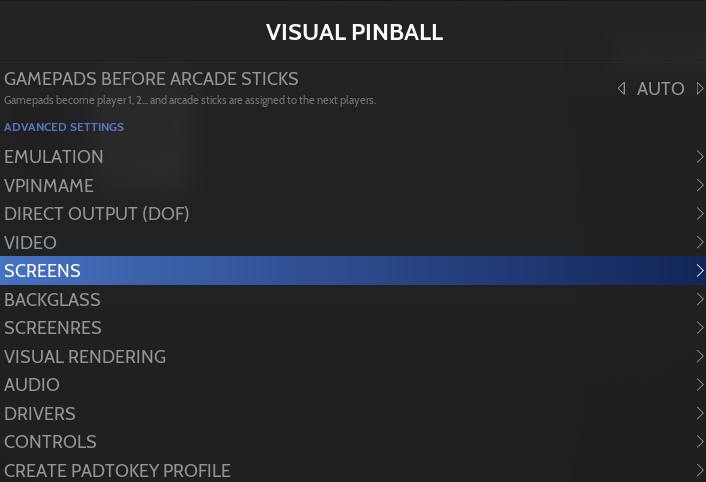 VISUAL PINBALL
GAMEPADS BEFORE ARCADE STICKS
AUTO
Gamepads become player 1, 2... and arcade sticks are assigned to the next players.
ADVANCED SETTINGS
EMULATION
VPINMAME
DIRECT OUTPUT (DOF)
VIDEO
SCREENS
BACKGLASS
SCREENRES
VISUAL RENDERING
AUDIO
DRIVERS
CONTROLS
CREATE PADTOKEY PROFILE